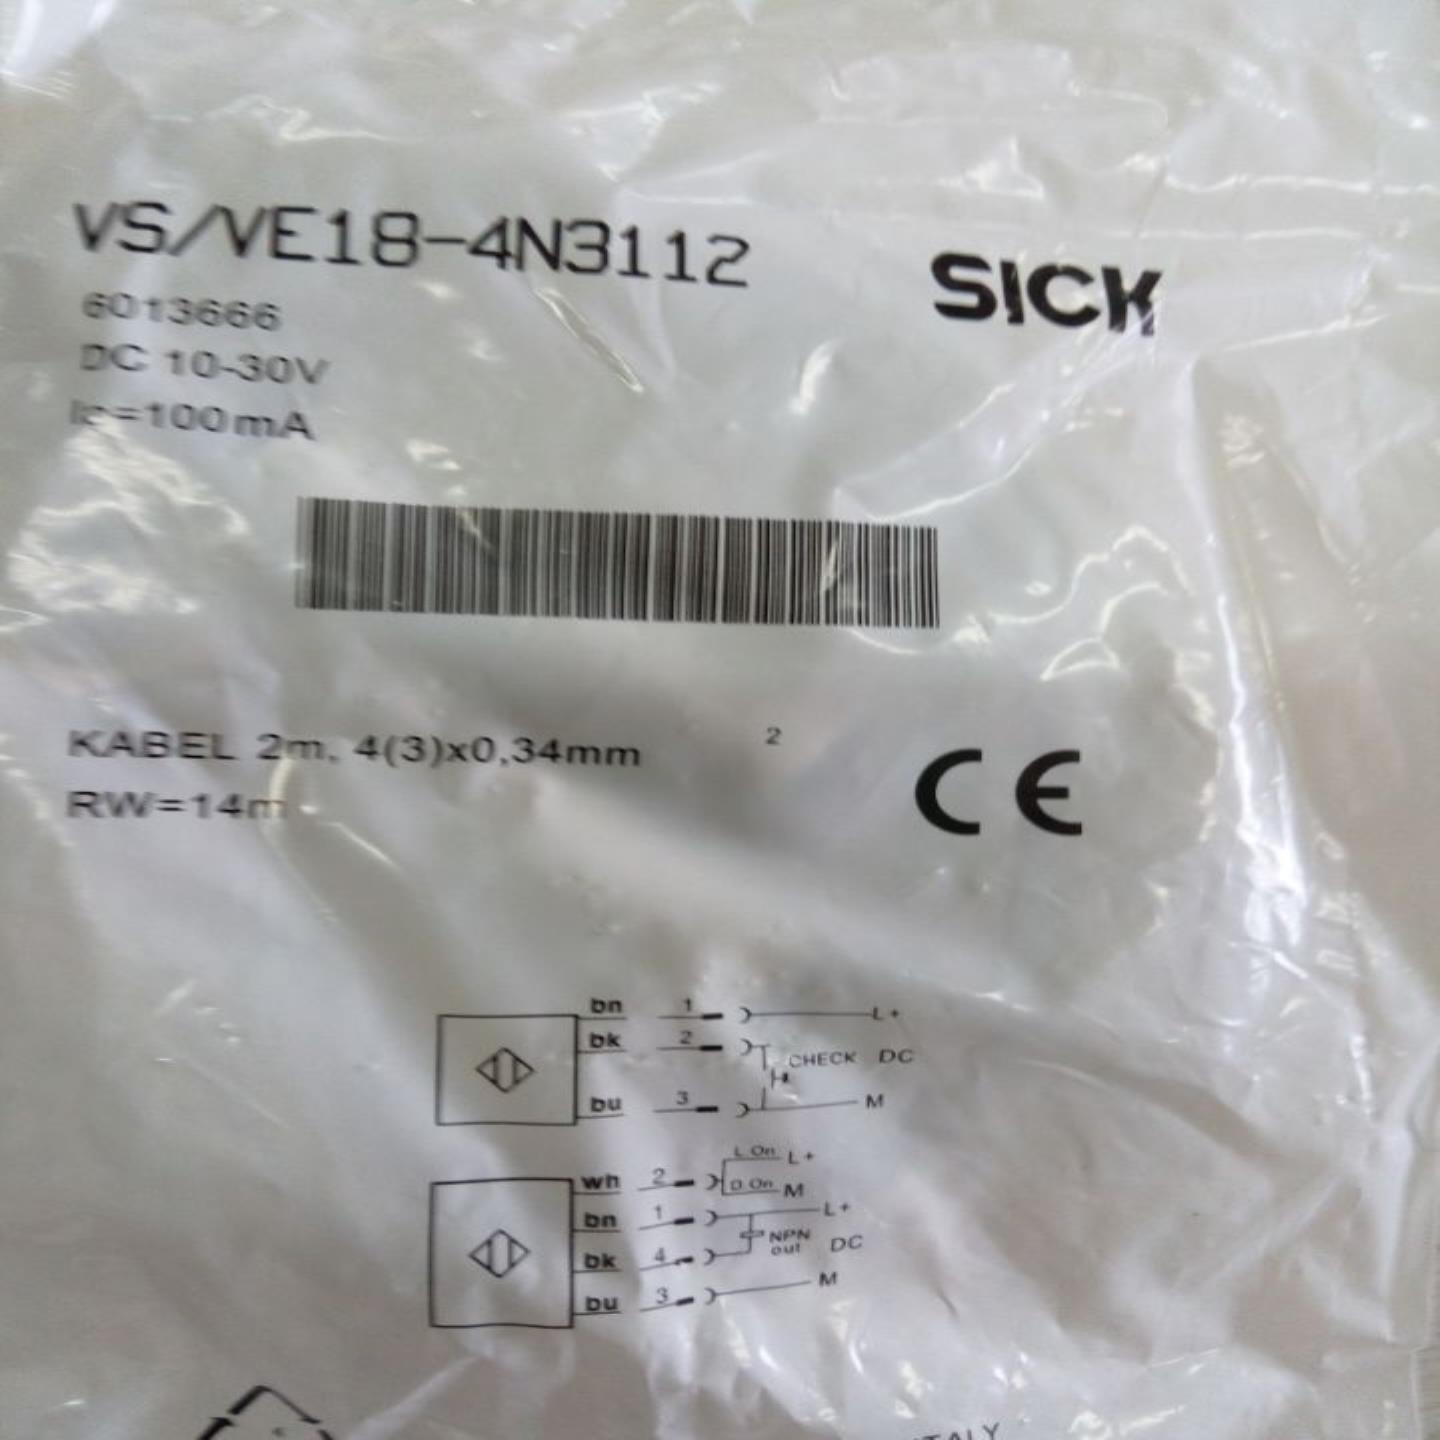 VS/VE18-4N3112
SICK
6013666
DC 10-30V
=100mA
KABEL 2m, 4(3)x0,34mm 2
RW=14m
CE
bn 1 L+
bk 2 CHECK DC
bu 3 M
wh 2 L.On L+
D.On M
bn 1 L+
bk 4 NPN out DC
bu 3 M